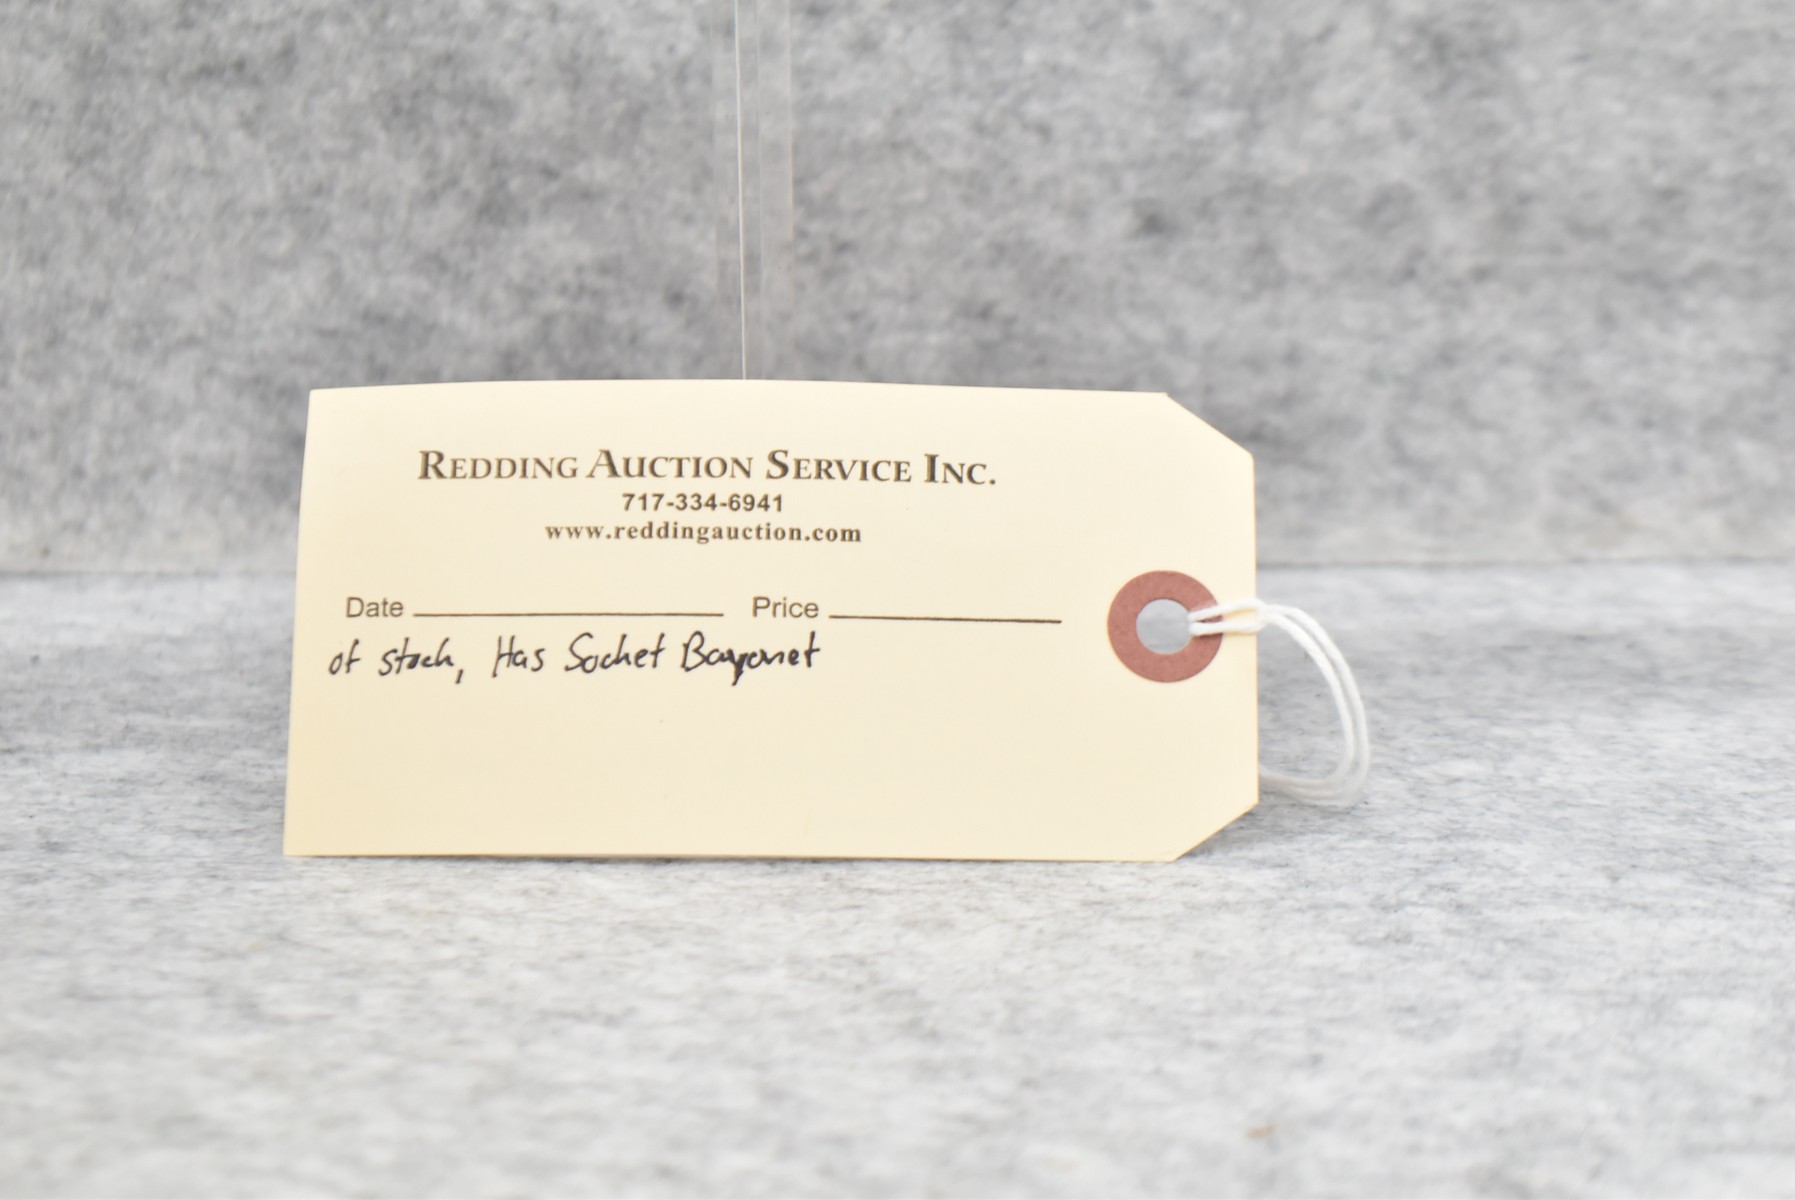 REDDING AUCTION SERVICE INC.
717-334-6941
www.reddingauction.com
Date Price
of stock, Has Socket Bayonet